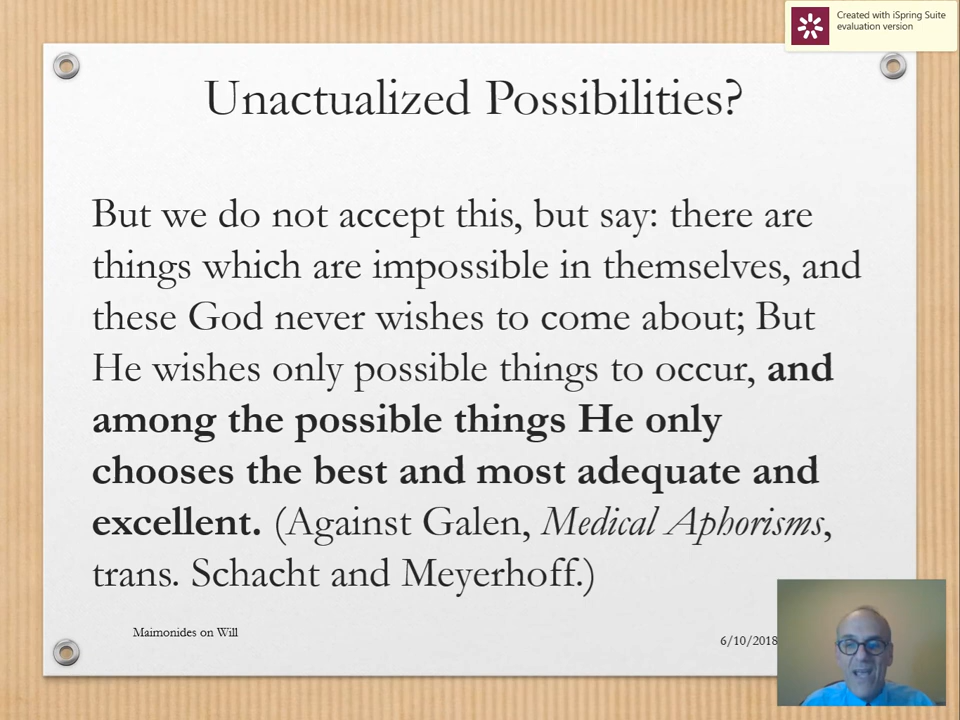 Created with iSpring Suite
evaluation version
Unactualized Possibilities?
But we do not accept this, but say: there are
things which are impossible in themselves, and
these God never wishes to come about; But
He wishes only possible things to occur, and
among the possible things He only
chooses the best and most adequate and
excellent. (Against Galen, Medical Aphorisms,
trans. Schacht and Meyerhoff.)
Maimonides on Will
6/10/2018